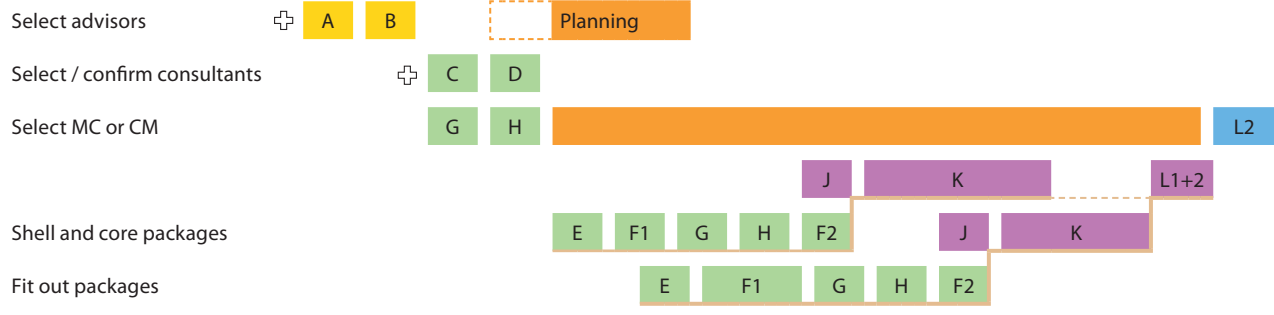 Select advisors A B Planning
Select / confirm consultants C D
Select MC or CM G H L2
J K L1+2
Shell and core packages E F1 G H F2 J K
Fit out packages E F1 G H F2